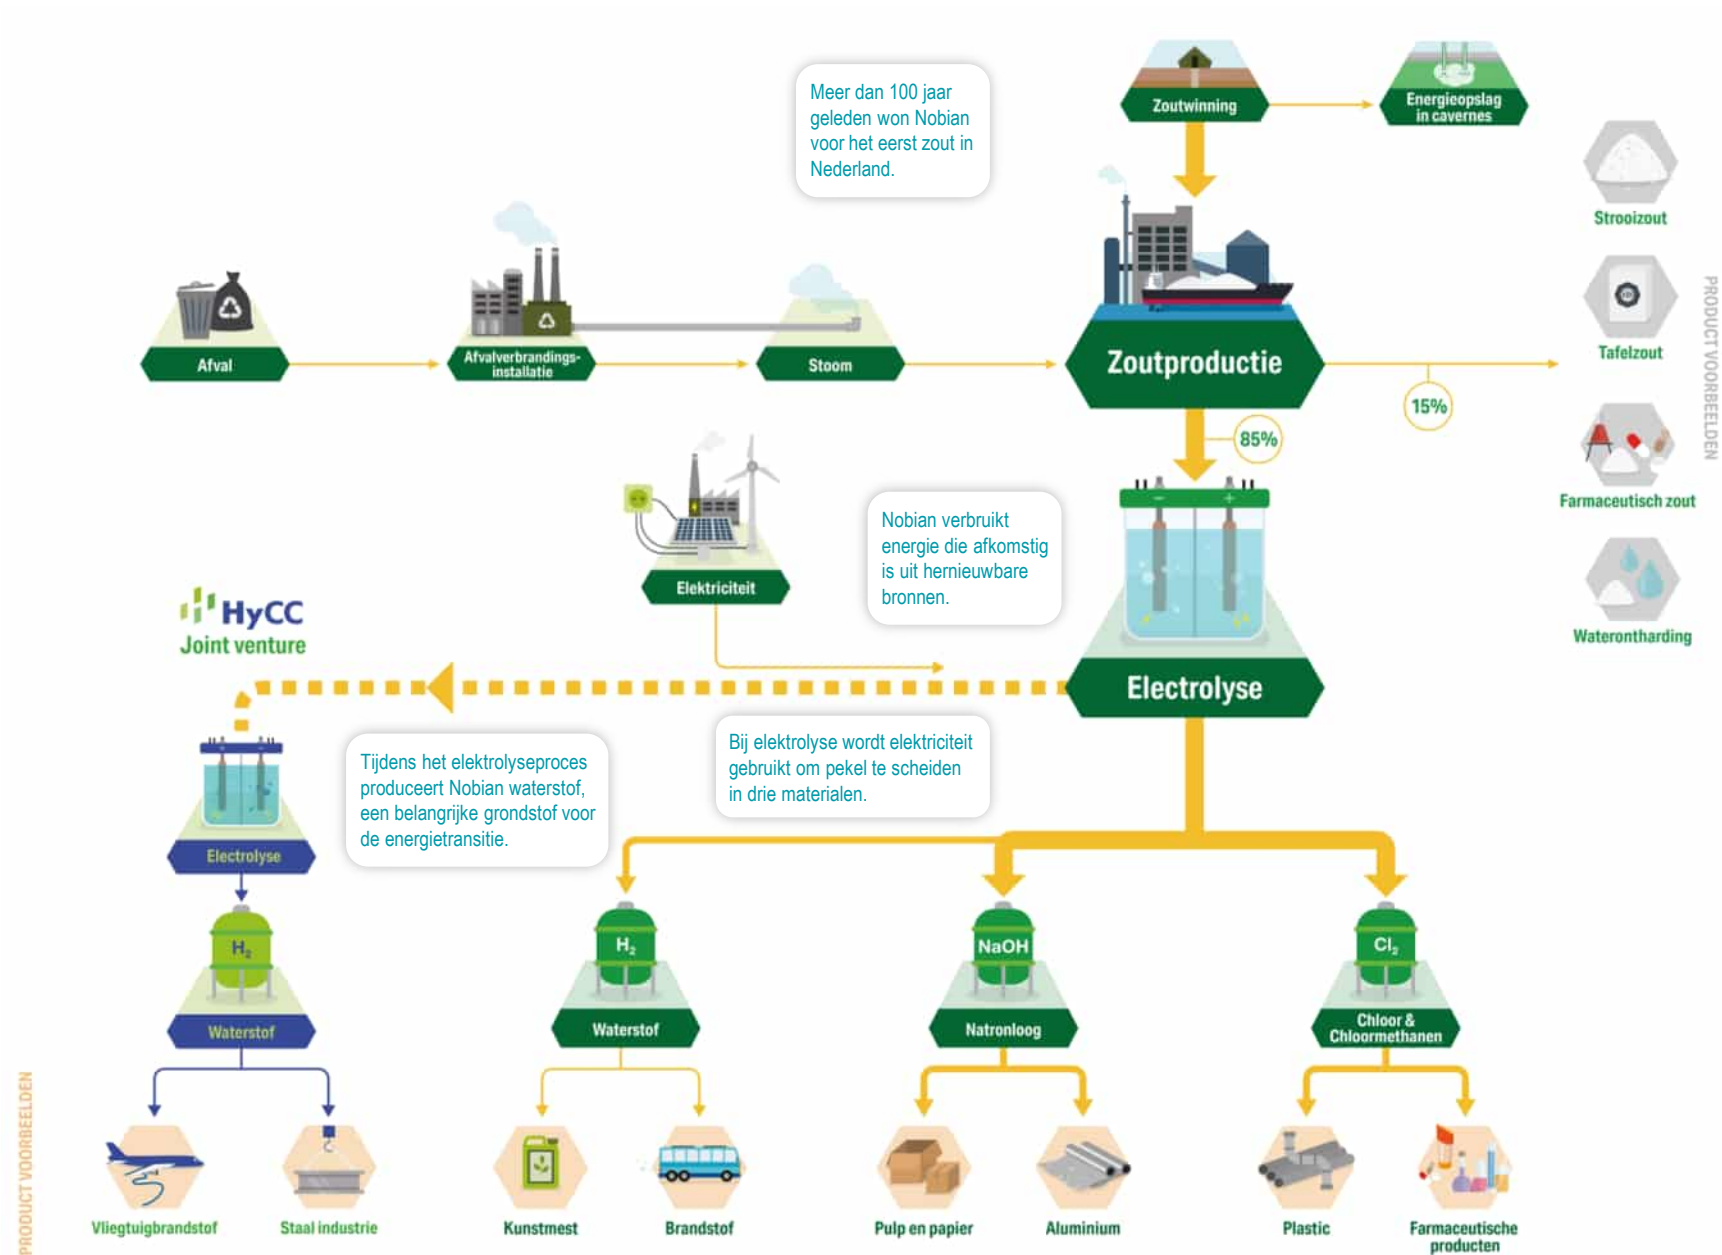 Meer dan 100 jaar
geleden won Nobian
voor het eerst zout in
Nederland.
Zoutwinning
Energieopslag
in cavernes
Strooizout
Tafelzout
Farmaceutisch zout
Waterontharding
PRODUCT VOORBEELDEN
Afval
Afvalverbrandings-
installatie
Stoom
Zoutproductie
15%
85%
Elektriciteit
Nobian verbruikt
energie die afkomstig
is uit hernieuwbare
bronnen.
- +
Electrolyse
HyCC
Joint venture
Tijdens het elektrolyseproces
produceert Nobian waterstof,
een belangrijke grondstof voor
de energietransitie.
Bij elektrolyse wordt elektriciteit
gebruikt om pekel te scheiden
in drie materialen.
Electrolyse
H₂
H₂
NaOH
Cl₂
Waterstof
Waterstof
Natronloog
Chloor &
Chloormethanen
PRODUCT VOORBEELDEN
Vliegtuigbrandstof
Staal industrie
Kunstmest
Brandstof
Pulp en papier
Aluminium
Plastic
Farmaceutische
producten